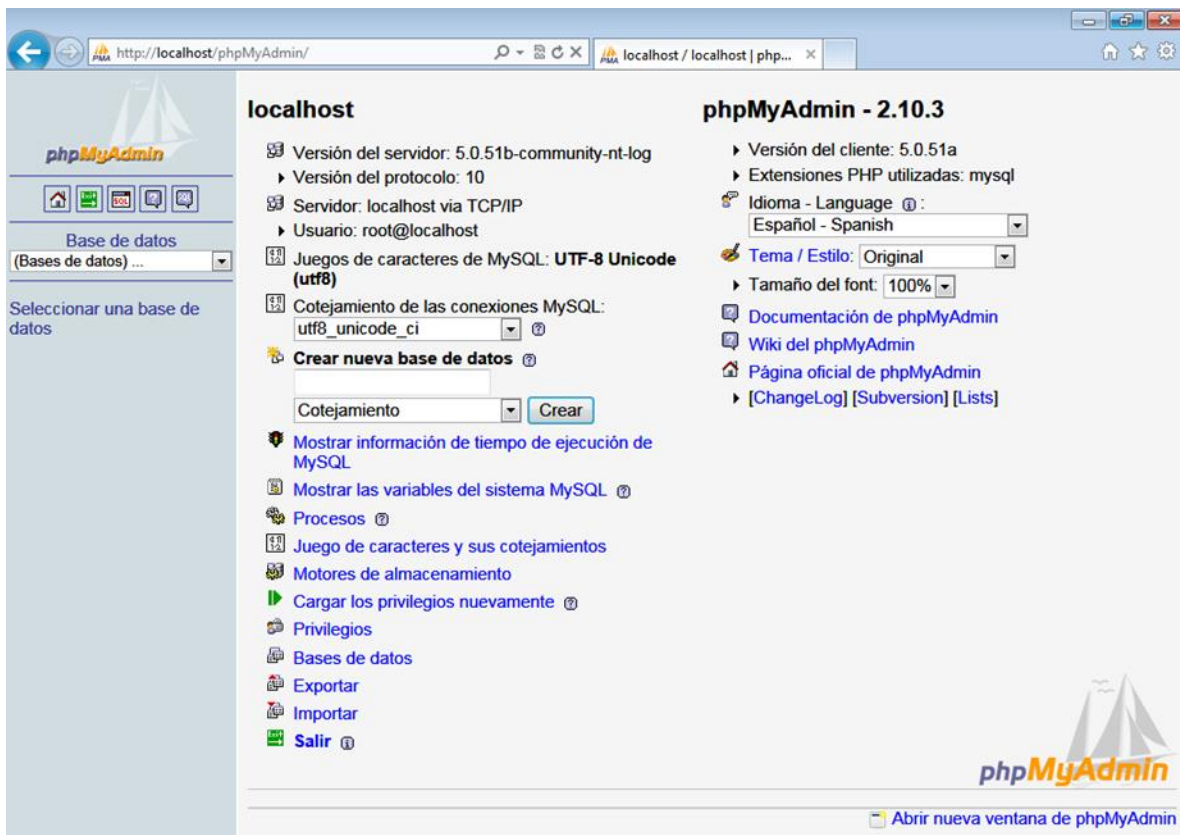 http://localhost/phpMyAdmin/
localhost / localhost | php...
phpMyAdmin
SQL
Base de datos
(Bases de datos) ...
Seleccionar una base de
datos
localhost
Versión del servidor: 5.0.51b-community-nt-log
Versión del protocolo: 10
Servidor: localhost via TCP/IP
Usuario: root@localhost
Juegos de caracteres de MySQL: UTF-8 Unicode
(utf8)
Cotejamiento de las conexiones MySQL:
utf8_unicode_ci
Crear nueva base de datos
Cotejamiento
Crear
Mostrar información de tiempo de ejecución de
MySQL
Mostrar las variables del sistema MySQL
Procesos
Juego de caracteres y sus cotejamientos
Motores de almacenamiento
Cargar los privilegios nuevamente
Privilegios
Bases de datos
Exportar
Importar
Salir
phpMyAdmin - 2.10.3
Versión del cliente: 5.0.51a
Extensiones PHP utilizadas: mysql
Idioma - Language :
Español - Spanish
Tema / Estilo: Original
Tamaño del font: 100%
Documentación de phpMyAdmin
Wiki del phpMyAdmin
Página oficial de phpMyAdmin
[ChangeLog] [Subversion] [Lists]
phpMyAdmin
Abrir nueva ventana de phpMyAdmin